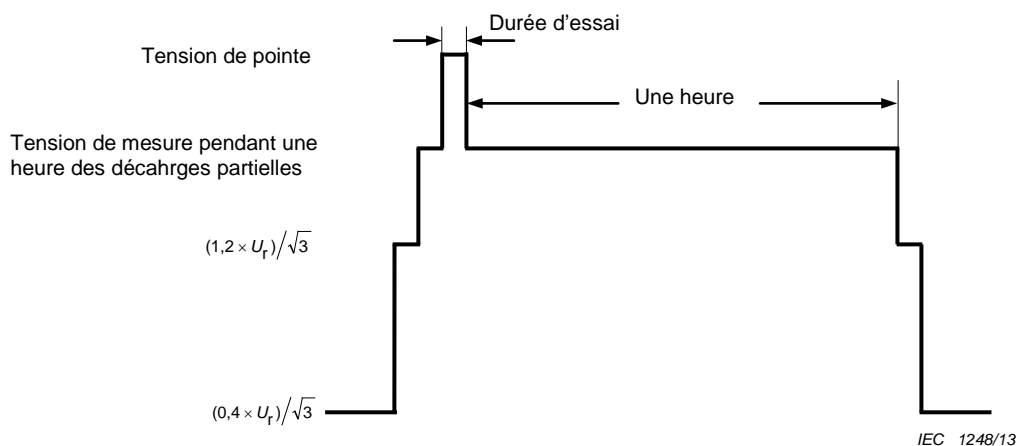 Durée d'essai
Tension de pointe
Une heure
Tension de mesure pendant une
heure des décahrges partielles
(1,2 × Ur)/√3
(0,4 × Ur)/√3
IEC 1248/13